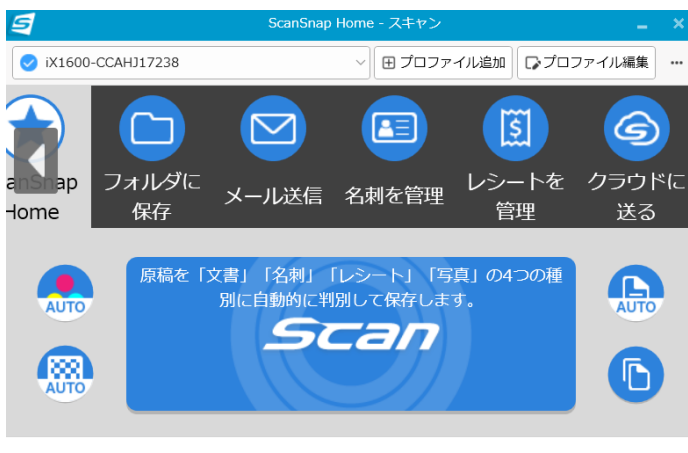 ScanSnap Home - スキャン
iX1600-CCAHJ17238
プロファイル追加
プロファイル編集
anSnap
Home
フォルダに
保存
メール送信
名刺を管理
レシートを
管理
クラウドに
送る
AUTO
AUTO
原稿を「文書」「名刺」「レシート」「写真」の4つの種
別に自動的に判別して保存します。
Scan
AUTO